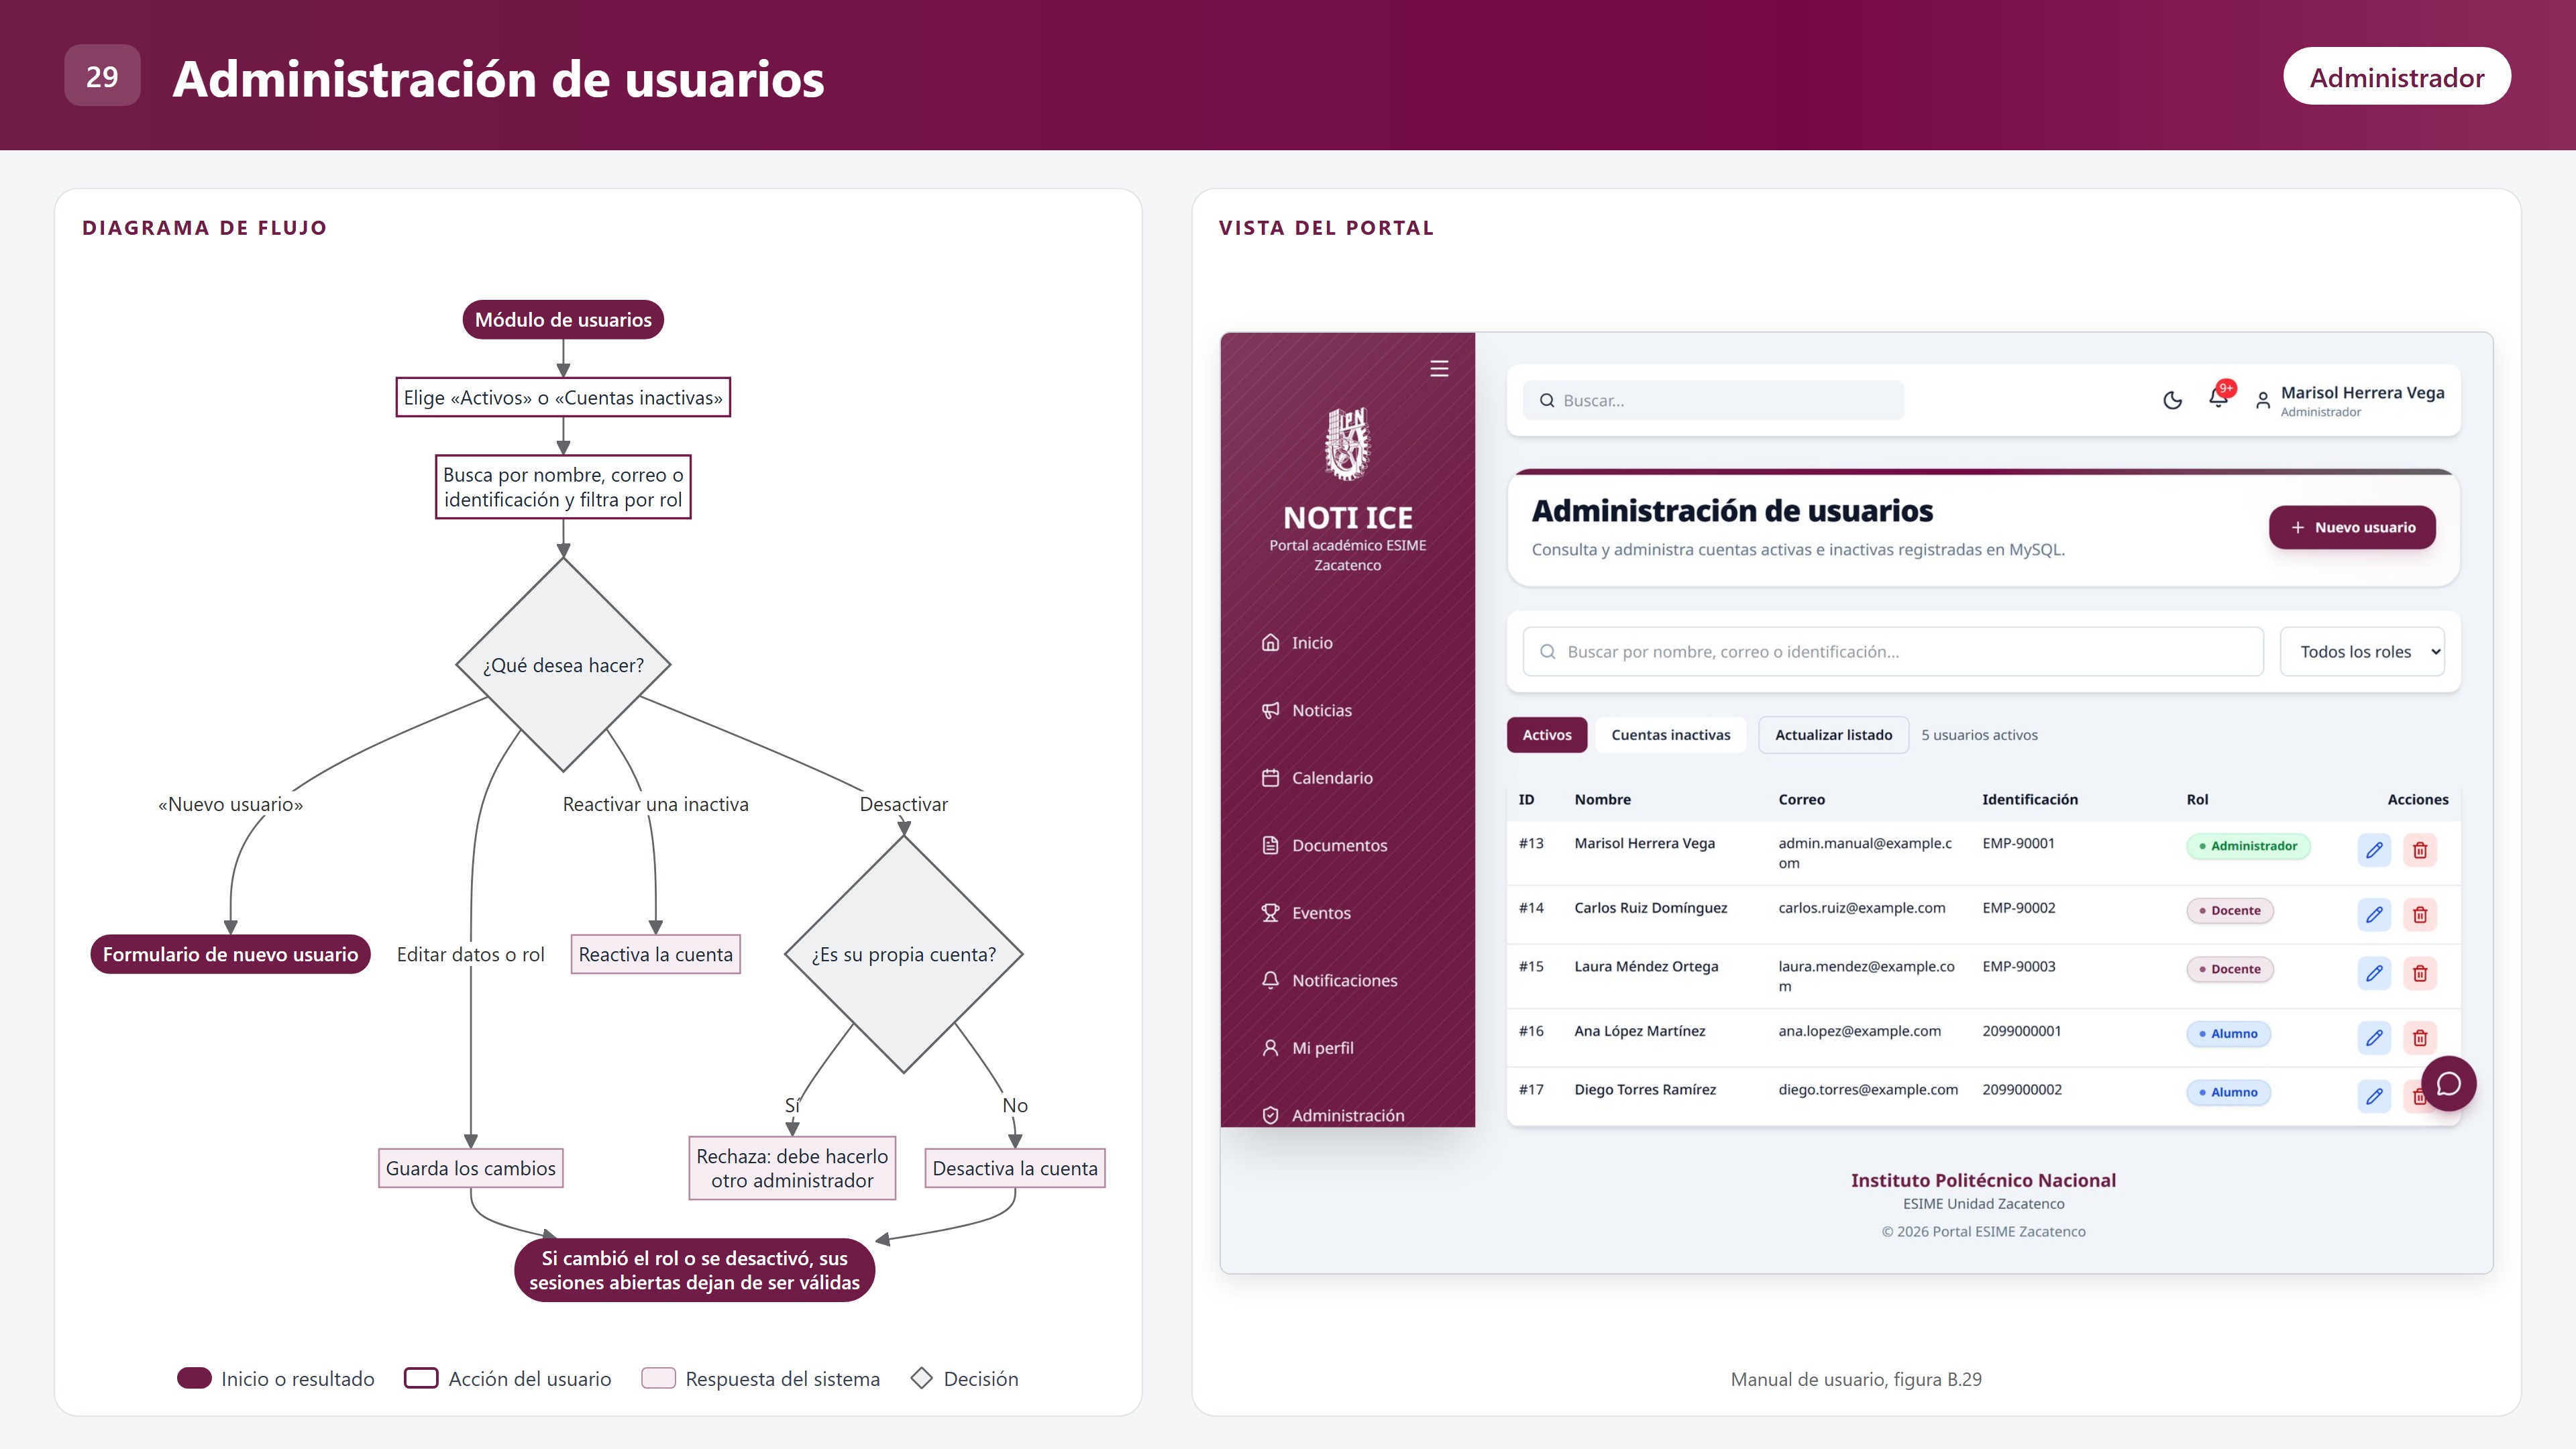 29
Administración de usuarios
Administrador
DIAGRAMA DE FLUJO
Módulo de usuarios
Elige «Activos» o «Cuentas inactivas»
Busca por nombre, correo o
identificación y filtra por rol
¿Qué desea hacer?
«Nuevo usuario»
Reactivar una inactiva
Desactivar
Formulario de nuevo usuario
Editar datos o rol
Reactiva la cuenta
¿Es su propia cuenta?
Sí
No
Guarda los cambios
Rechaza: debe hacerlo
otro administrador
Desactiva la cuenta
Si cambió el rol o se desactivó, sus
sesiones abiertas dejan de ser válidas
Inicio o resultado
Acción del usuario
Respuesta del sistema
Decisión
VISTA DEL PORTAL
IPN
NOTI ICE
Portal académico ESIME
Zacatenco
Inicio
Noticias
Calendario
Documentos
Eventos
Notificaciones
Mi perfil
Administración
Buscar...
9+
Marisol Herrera Vega
Administrador
Administración de usuarios
Consulta y administra cuentas activas e inactivas registradas en MySQL.
Nuevo usuario
Buscar por nombre, correo o identificación...
Todos los roles
Activos
Cuentas inactivas
Actualizar listado
5 usuarios activos
ID Nombre Correo Identificación Rol Acciones
#13 Marisol Herrera Vega admin.manual@example.c EMP-90001 Administrador
om
#14 Carlos Ruiz Domínguez carlos.ruiz@example.com EMP-90002 Docente
#15 Laura Méndez Ortega laura.mendez@example.co EMP-90003 Docente
m
#16 Ana López Martínez ana.lopez@example.com 2099000001 Alumno
#17 Diego Torres Ramírez diego.torres@example.com 2099000002 Alumno
Instituto Politécnico Nacional
ESIME Unidad Zacatenco
© 2026 Portal ESIME Zacatenco
Manual de usuario, figura B.29